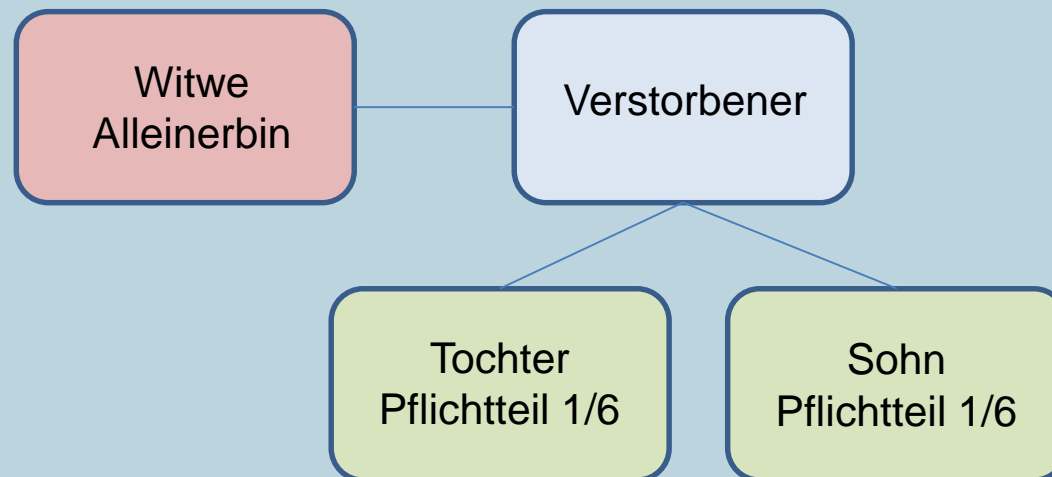 Witwe
Alleinerbin
Verstorbener
Tochter
Pflichtteil 1/6
Sohn
Pflichtteil 1/6